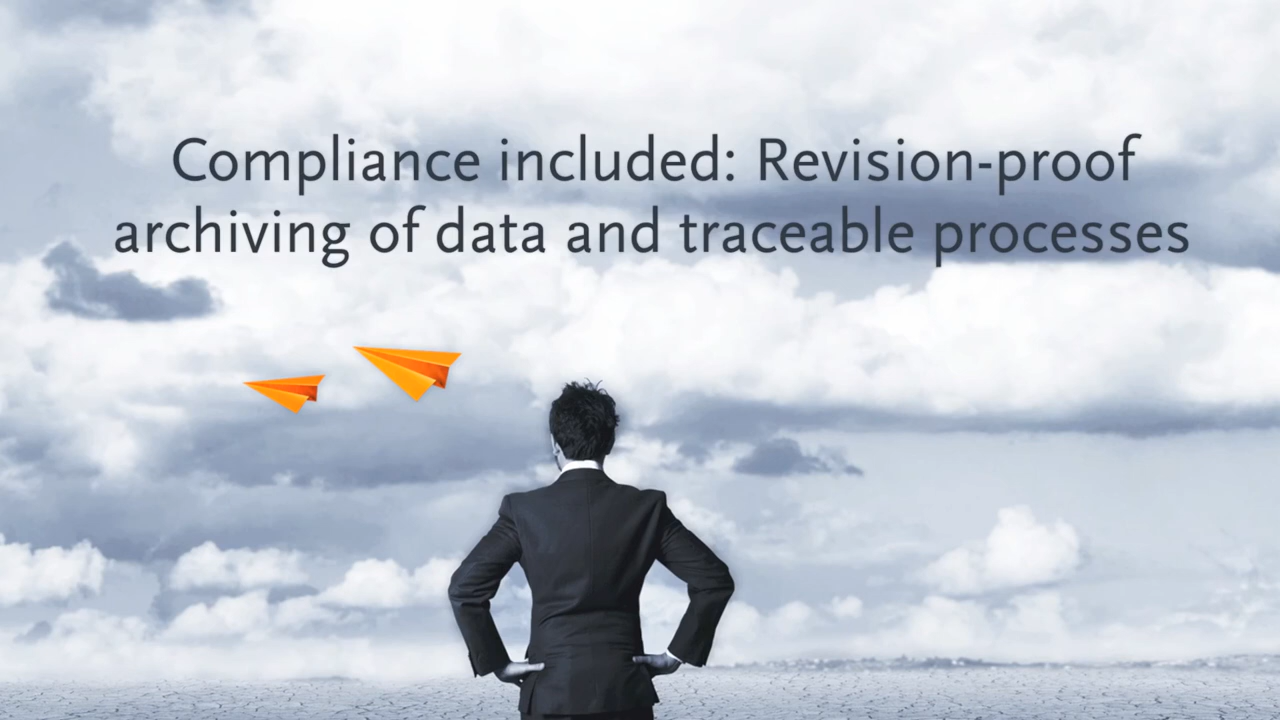 Compliance included: Revision-proof
archiving of data and traceable processes